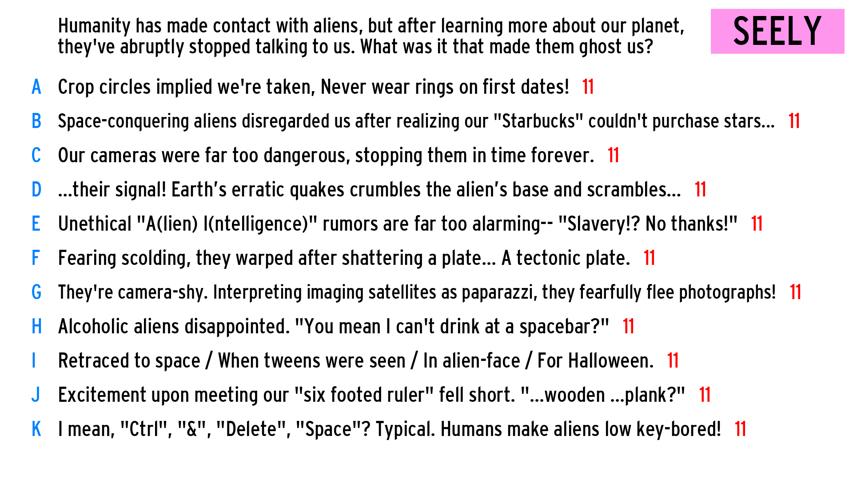 Humanity has made contact with aliens, but after learning more about our planet,
they've abruptly stopped talking to us. What was it that made them ghost us?
SEELY
A Crop circles implied we're taken, Never wear rings on first dates! 11
B Space-conquering aliens disregarded us after realizing our "Starbucks" couldn't purchase stars... 11
C Our cameras were far too dangerous, stopping them in time forever. 11
D ...their signal! Earth's erratic quakes crumbles the alien's base and scrambles... 11
E Unethical "A(lien) I(ntelligence)" rumors are far too alarming-- "Slavery!? No thanks!" 11
F Fearing scolding, they warped after shattering a plate... A tectonic plate. 11
G They're camera-shy. Interpreting imaging satellites as paparazzi, they fearfully flee photographs! 11
H Alcoholic aliens disappointed. "You mean I can't drink at a spacebar?" 11
I Retraced to space / When tweens were seen / In alien-face / For Halloween. 11
J Excitement upon meeting our "six footed ruler" fell short. "...wooden ...plank?" 11
K I mean, "Ctrl", "&", "Delete", "Space"? Typical. Humans make aliens low key-bored! 11